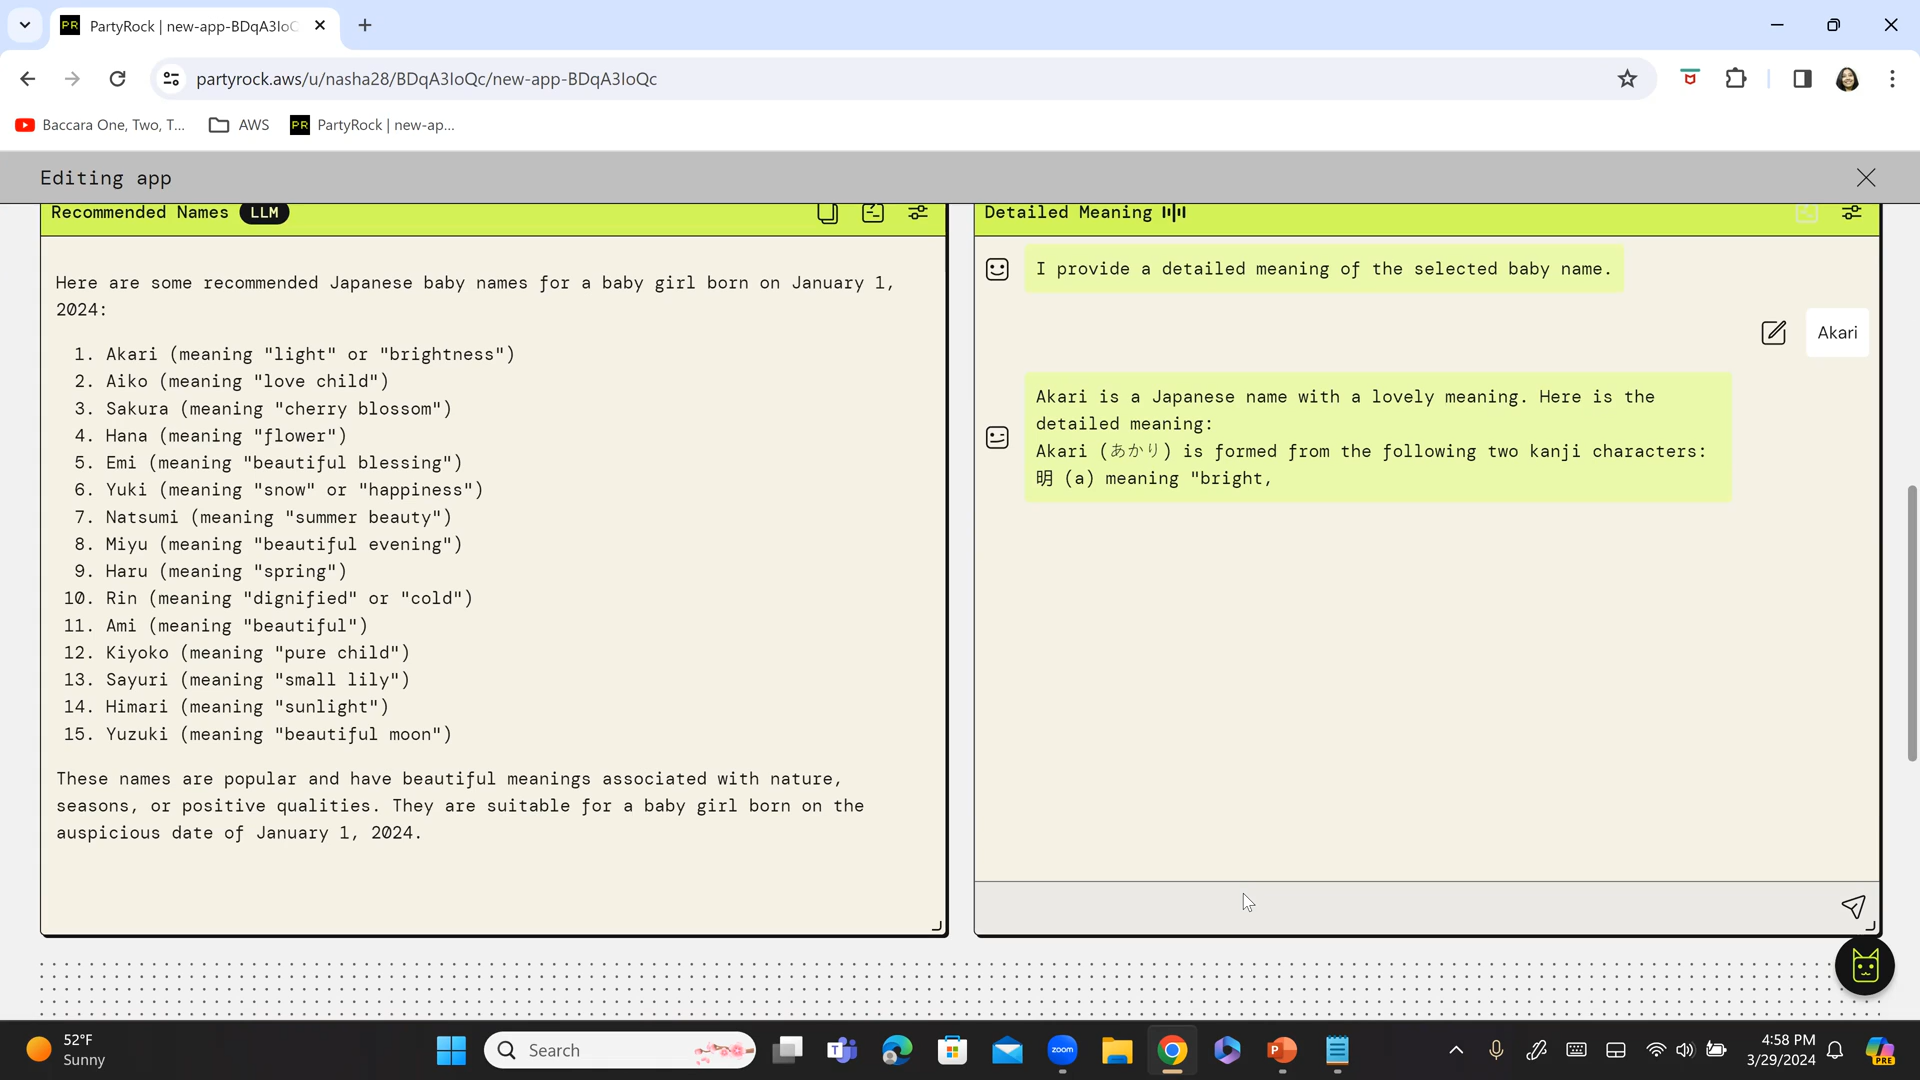 PR PartyRock | new-app-BDqA3IoQc
partyrock.aws/u/nasha28/BDqA3IoQc/new-app-BDqA3IoQc
Baccara One, Two, T...
AWS
PR PartyRock | new-ap...
Editing app
Recommended Names LLM
Here are some recommended Japanese baby names for a baby girl born on January 1,
2024:
1. Akari (meaning "light" or "brightness")
2. Aiko (meaning "love child")
3. Sakura (meaning "cherry blossom")
4. Hana (meaning "flower")
5. Emi (meaning "beautiful blessing")
6. Yuki (meaning "snow" or "happiness")
7. Natsumi (meaning "summer beauty")
8. Miyu (meaning "beautiful evening")
9. Haru (meaning "spring")
10. Rin (meaning "dignified" or "cold")
11. Ami (meaning "beautiful")
12. Kiyoko (meaning "pure child")
13. Sayuri (meaning "small lily")
14. Himari (meaning "sunlight")
15. Yuzuki (meaning "beautiful moon")
These names are popular and have beautiful meanings associated with nature,
seasons, or positive qualities. They are suitable for a baby girl born on the
auspicious date of January 1, 2024.
Detailed Meaning
I provide a detailed meaning of the selected baby name.
Akari
Akari is a Japanese name with a lovely meaning. Here is the
detailed meaning:
Akari (あかり) is formed from the following two kanji characters:
明 (a) meaning "bright,
52°F
Sunny
Search
zoom
4:58 PM
3/29/2024
PRE